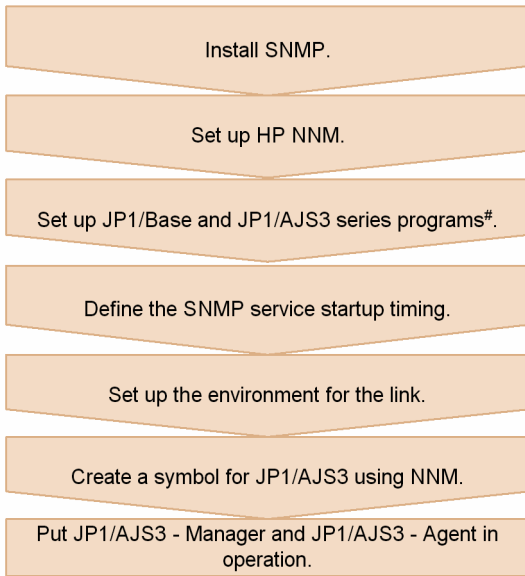 Install SNMP.
Set up HP NNM.
Set up JP1/Base and JP1/AJS3 series programs#.
Define the SNMP service startup timing.
Set up the environment for the link.
Create a symbol for JP1/AJS3 using NNM.
Put JP1/AJS3 - Manager and JP1/AJS3 - Agent in
operation.